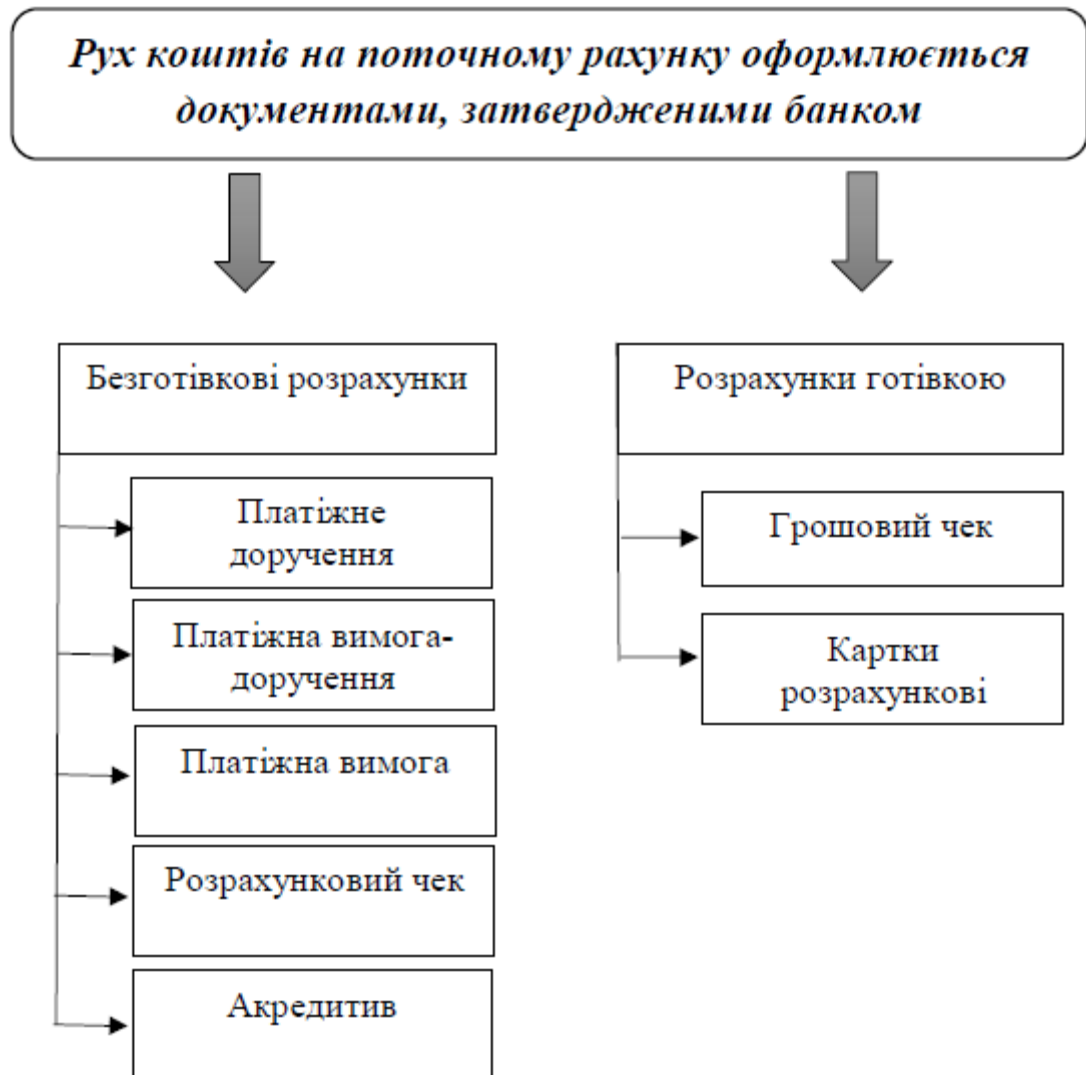 Рух коштів на поточному рахунку оформлюється
документами, затвердженими банком
Безготівкові розрахунки
Платіжне
доручення
Платіжна вимога-
доручення
Платіжна вимога
Розрахунковий чек
Акредитив
Розрахунки готівкою
Грошовий чек
Картки
розрахункові